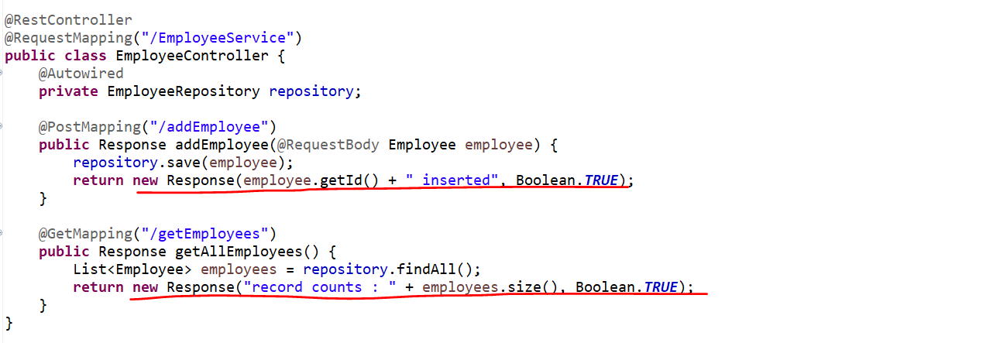 @RestController
@RequestMapping("/EmployeeService")
public class EmployeeController {
@Autowired
private EmployeeRepository repository;
@PostMapping("/addEmployee")
public Response addEmployee(@RequestBody Employee employee) {
repository.save(employee);
return new Response(employee.getId() + " inserted", Boolean.TRUE);
}
@GetMapping("/getEmployees")
public Response getAllEmployees() {
List<Employee> employees = repository.findAll();
return new Response("record counts : " + employees.size(), Boolean.TRUE);
}
}